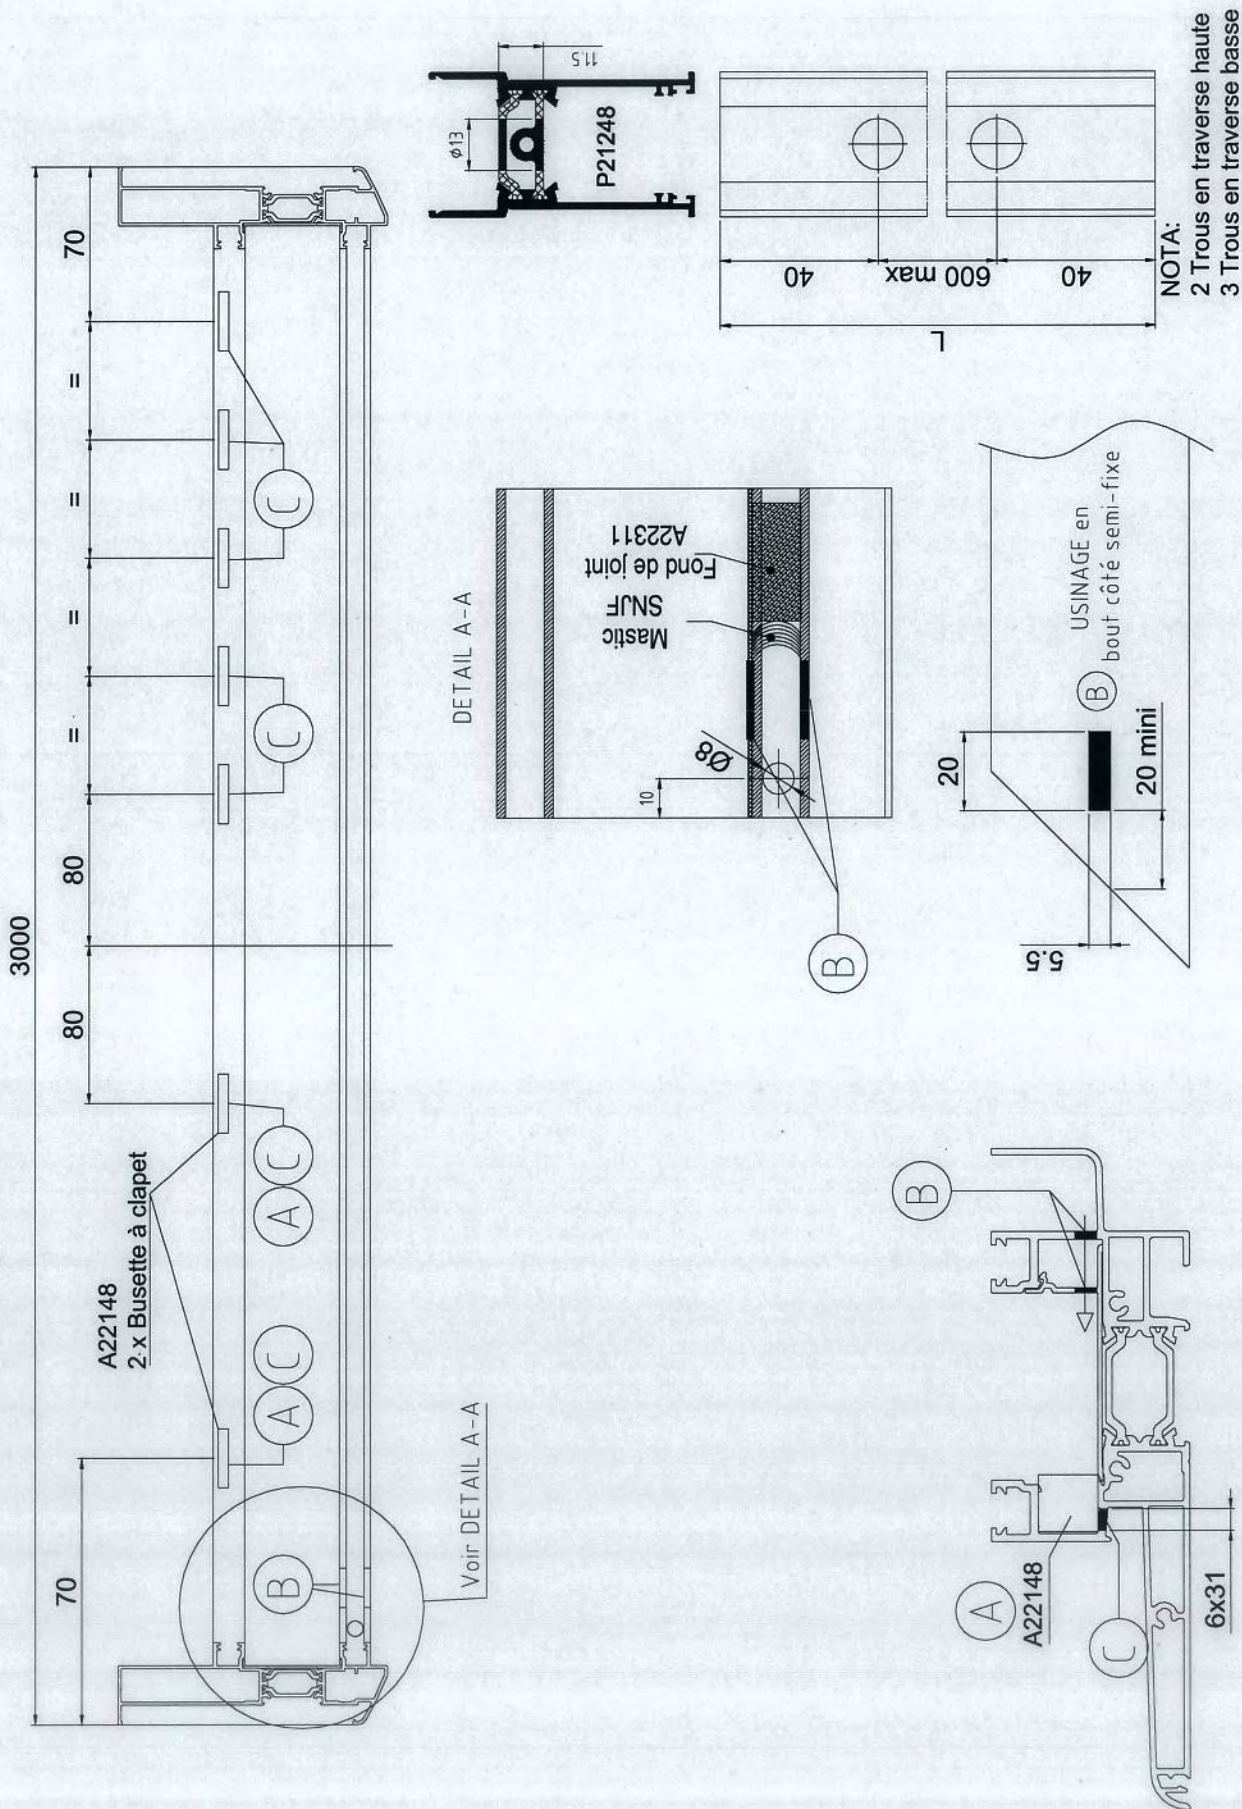 3000
70
=
=
=
=
80
80
70
A22148
2 x Busette à clapet
C
C
A C
A C
B
Voir DETAIL A-A
11.5
ϕ13
P21248
40
600 max
40
L
NOTA:
2 Trous en traverse haute
3 Trous en traverse basse
DETAIL A-A
Mastic
SNJF
Fond de joint
A22311
Ø8
10
B
USINAGE en
B bout côté semi-fixe
20
20 mini
5.5
B
A
A22148
C
6x31